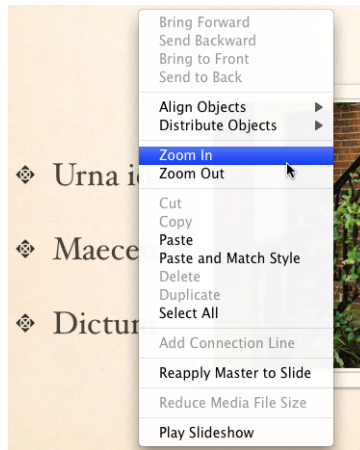 Bring Forward
Send Backward
Bring to Front
Send to Back
Align Objects
Distribute Objects
Zoom In
Zoom Out
Cut
Copy
Paste
Paste and Match Style
Delete
Duplicate
Select All
Add Connection Line
Reapply Master to Slide
Reduce Media File Size
Play Slideshow
Urna
Dictum